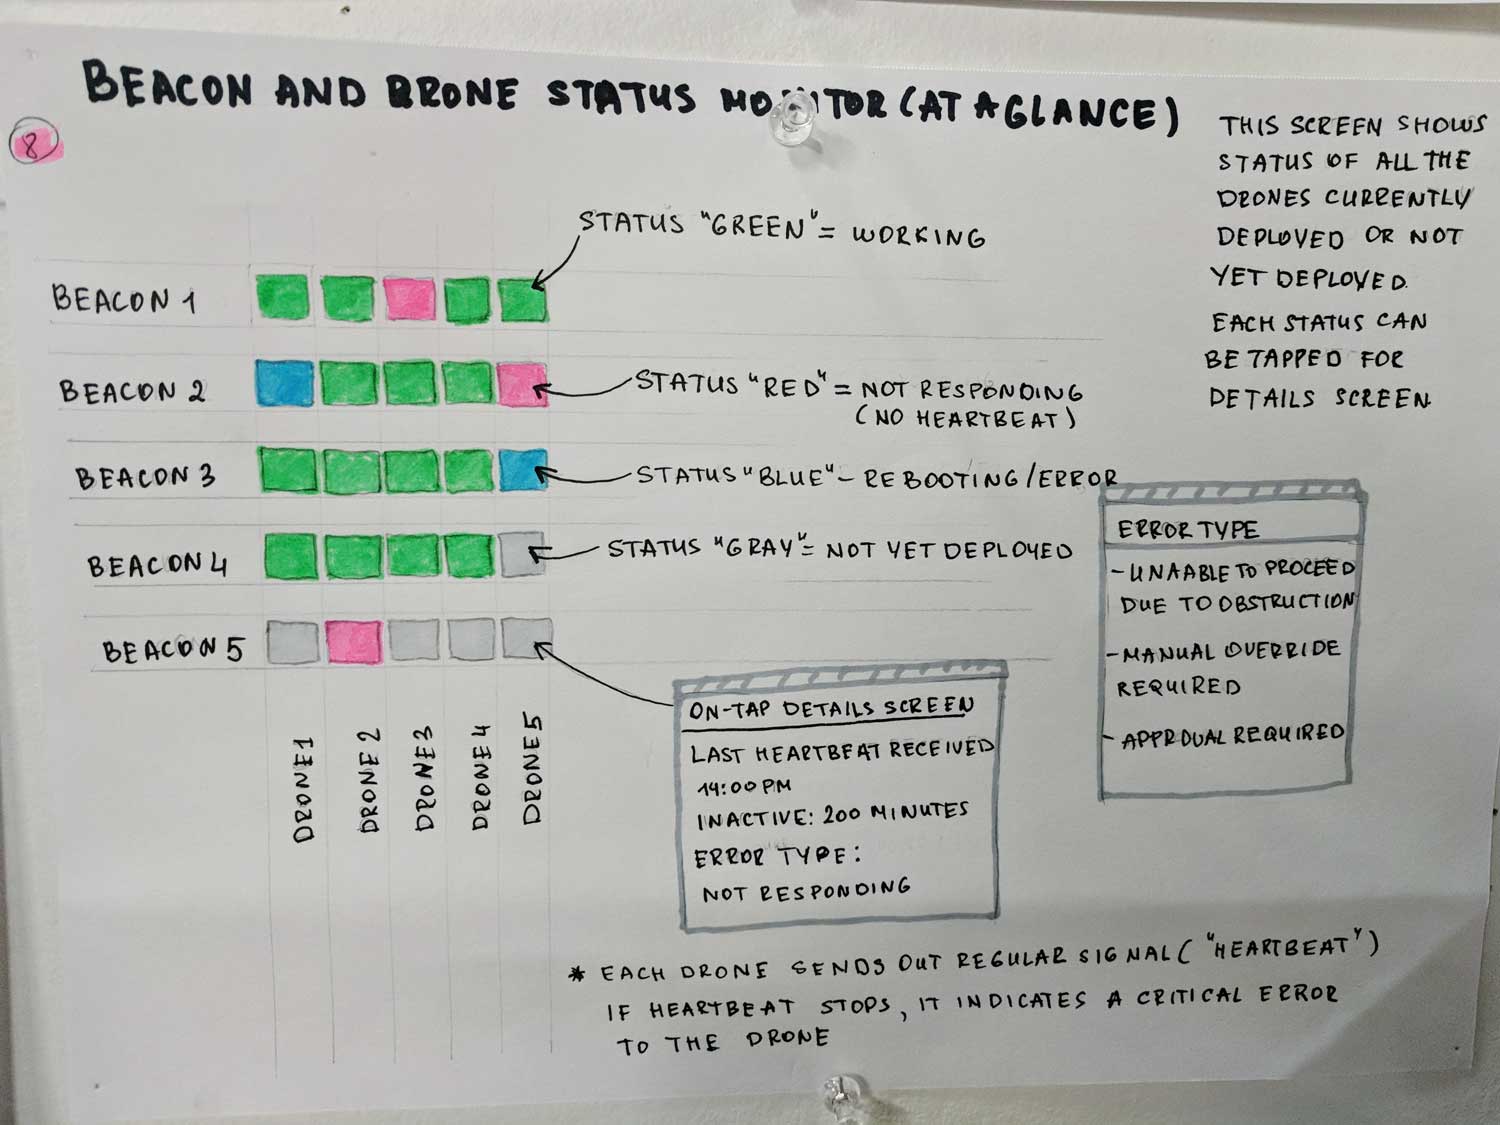 BEACON AND DRONE STATUS MONITOR (AT A GLANCE)
8
THIS SCREEN SHOWS
STATUS OF ALL THE
DRONES CURRENTLY
DEPLOYED OR NOT
YET DEPLOYED.
EACH STATUS CAN
BE TAPPED FOR
DETAILS SCREEN
STATUS "GREEN" = WORKING
BEACON 1
BEACON 2
STATUS "RED" = NOT RESPONDING
(NO HEARTBEAT)
BEACON 3
STATUS "BLUE" - REBOOTING/ERROR
BEACON 4
STATUS "GRAY" = NOT YET DEPLOYED
BEACON 5
DRONE 1
DRONE 2
DRONE 3
DRONE 4
DRONE 5
ERROR TYPE
- UNAABLE TO PROCEED
DUE TO OBSTRUCTION
- MANUAL OVERRIDE
REQUIRED
- APPROUAL REQUIRED
ON-TAP DETAILS SCREEN
LAST HEARTBEAT RECEIVED
14:00 PM
INACTIVE: 200 MINUTES
ERROR TYPE:
NOT RESPONDING
* EACH DRONE SENDS OUT REGULAR SIGNAL ("HEARTBEAT")
IF HEARTBEAT STOPS, IT INDICATES A CRITICAL ERROR
TO THE DRONE